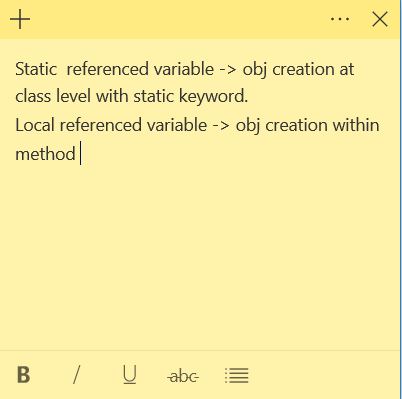 Static  referenced variable -> obj creation at
class level with static keyword.
Local referenced variable -> obj creation within
method
B I U abc